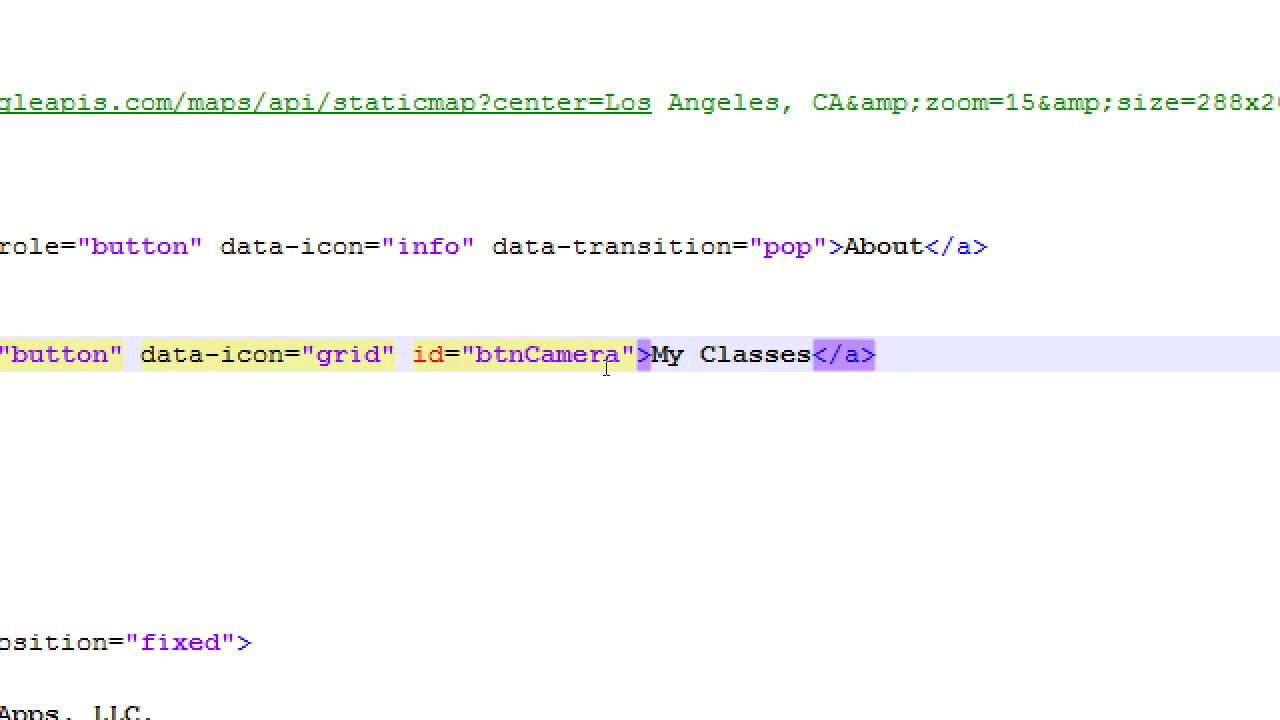 gleapis.com/maps/api/staticmap?center=Los Angeles, CA&amp;zoom=15&amp;size=288x2
role="button" data-icon="info" data-transition="pop">About</a>
"button" data-icon="grid" id="btnCamera">My Classes</a>
osition="fixed">
Apps, LLC.